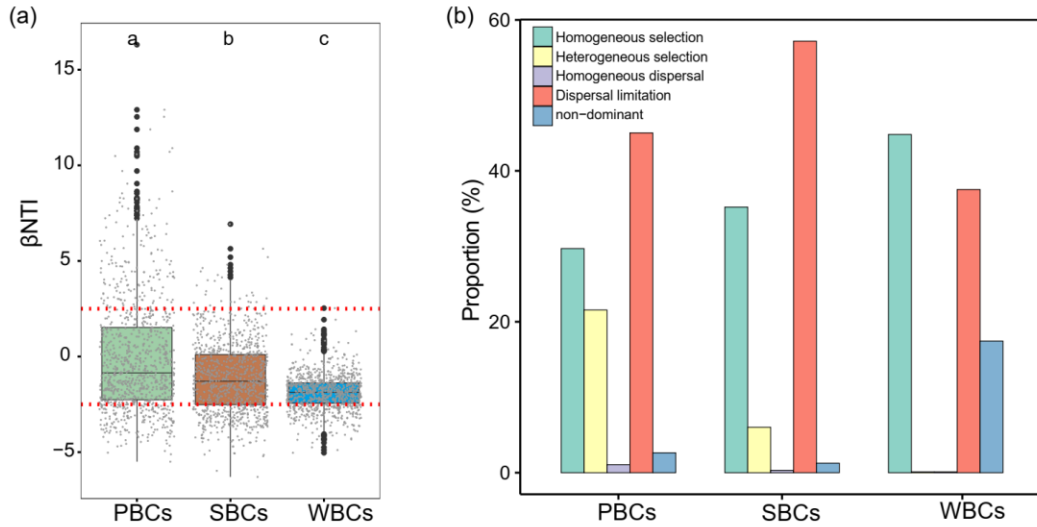 (a)
a b c
15
10
5
0
−5
βNTI
PBCs SBCs WBCs
(b)
60
40
20
0
Proportion (%)
Homogeneous selection
Heterogeneous selection
Homogeneous dispersal
Dispersal limitation
non−dominant
PBCs SBCs WBCs